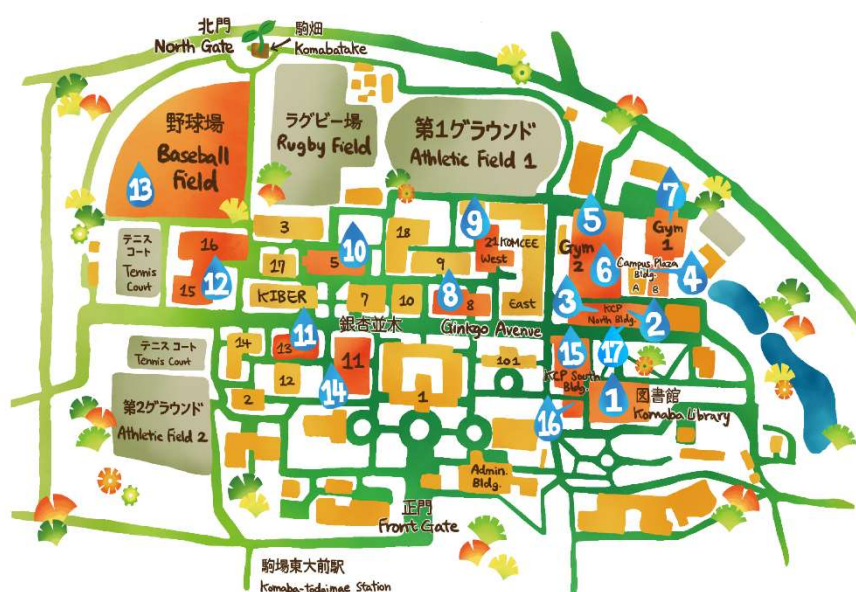 北門
North Gate
駒畑
Komabatake
野球場
Baseball
Field
13
ラグビー場
Rugby Field
第1グラウンド
Athletic Field 1
7
5
Gym
1
9
3
18
10
21 KOMCEE
West
Gym
2
6
Campus Plaza
Bldg.
A B
4
テニス
コート
Tennis
Court
16
15
12
17
5
9
KIBER
7
10
8
8
East
3
KCP
North Bldg.
2
銀杏並木
Ginkgo Avenue
テニスコート
Tennis Court
14
13
11
11
12
14
2
1
101
15
17
KCP South
Bldg.
16
1
図書館
Komaba Library
第2グラウンド
Athletic Field 2
Admin.
Bldg.
正門
Front Gate
駒場東大前駅
Komaba-todaimae Station